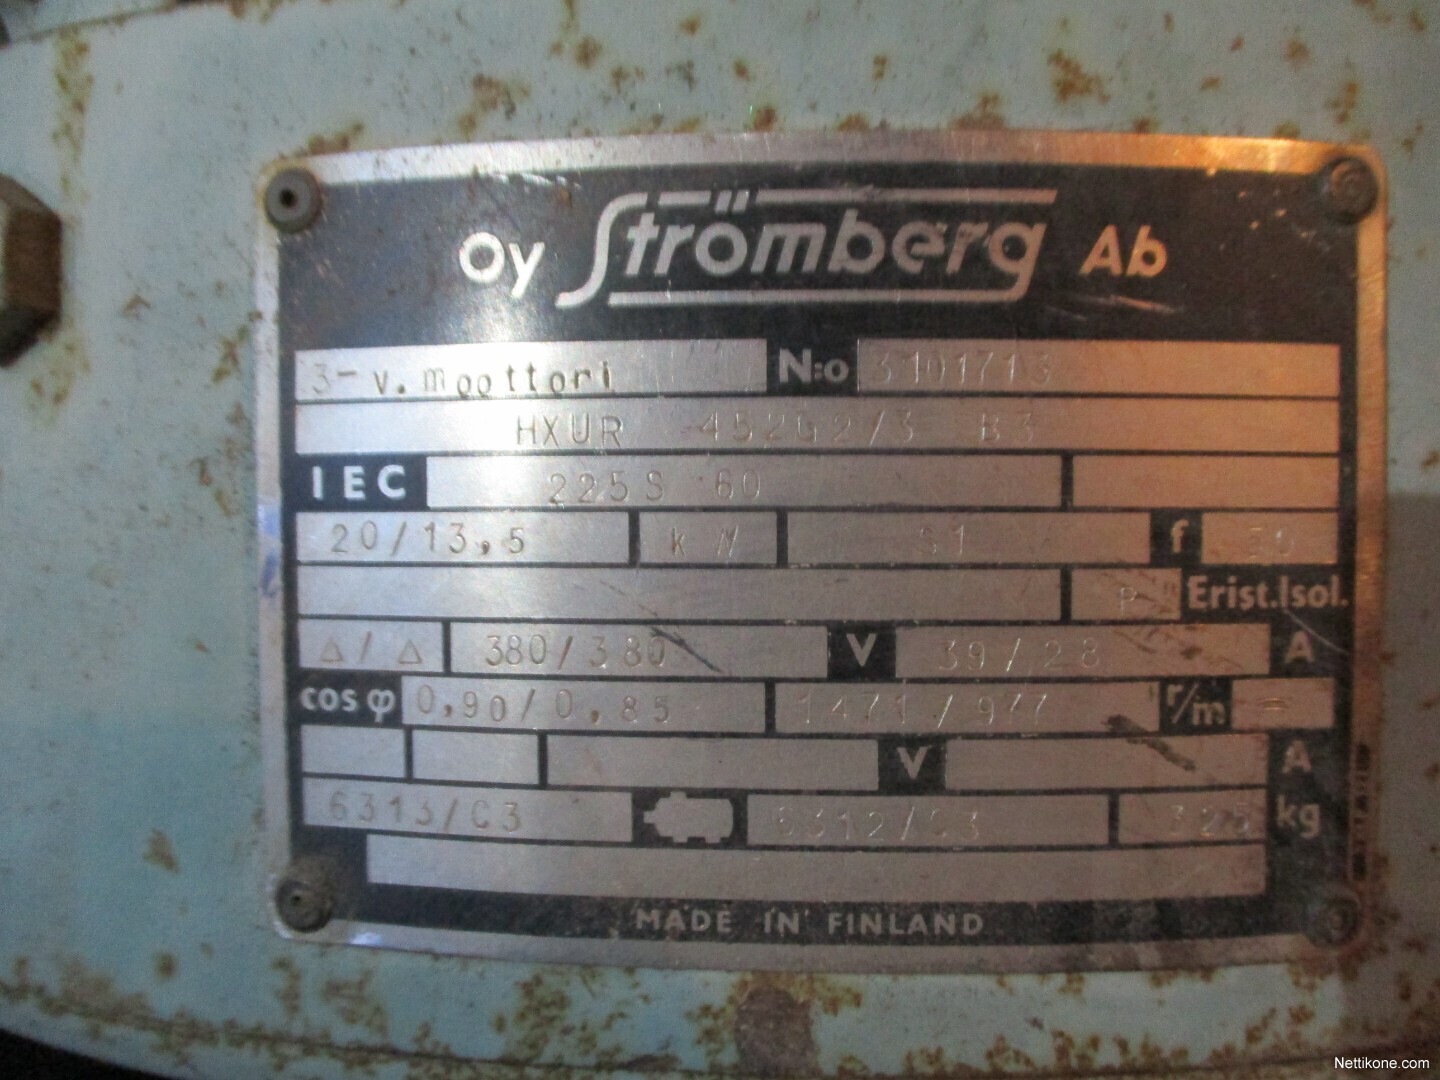 Oy Strömberg Ab
3-v.moottori N:o 3101713
HXUR 452G2/3 B3
IEC 225S 60
20/13,5 kW S1 f
Erist.Isol.
△/△ 380/380 V 39/28 A
cos φ 0,90/0,85 1471/977 r/m
V A
6313/C3 6312/C3 325 kg
MADE IN FINLAND
Nettikone.com